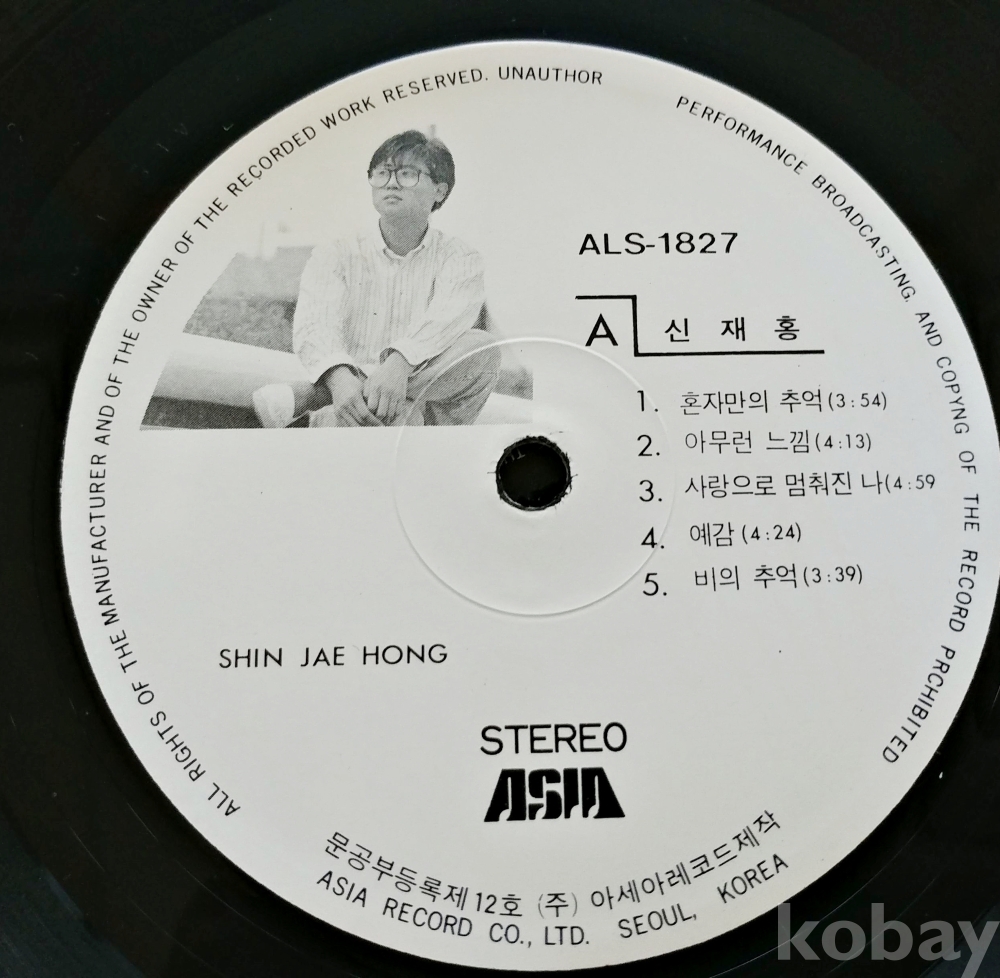 ALL RIGHTS OF THE MANUFACTURER AND OF THE OWNER OF THE RECORDED WORK RESERVED. UNAUTHOR
PERFORMANCE BROADCASTING, AND COPYNG OF THE RECORD PRCHIBITED
ALS-1827
A 신 재 홍
1. 혼자만의 추억(3:54)
2. 아무런 느낌(4:13)
3. 사랑으로 멈춰진 나(4:59
4. 예감(4:24)
5. 비의 추억(3:39)
SHIN JAE HONG
STEREO
ASIA
문공부등록제12호 (주) 아세아레코드제작
ASIA RECORD CO., LTD. SEOUL, KOREA
kobay